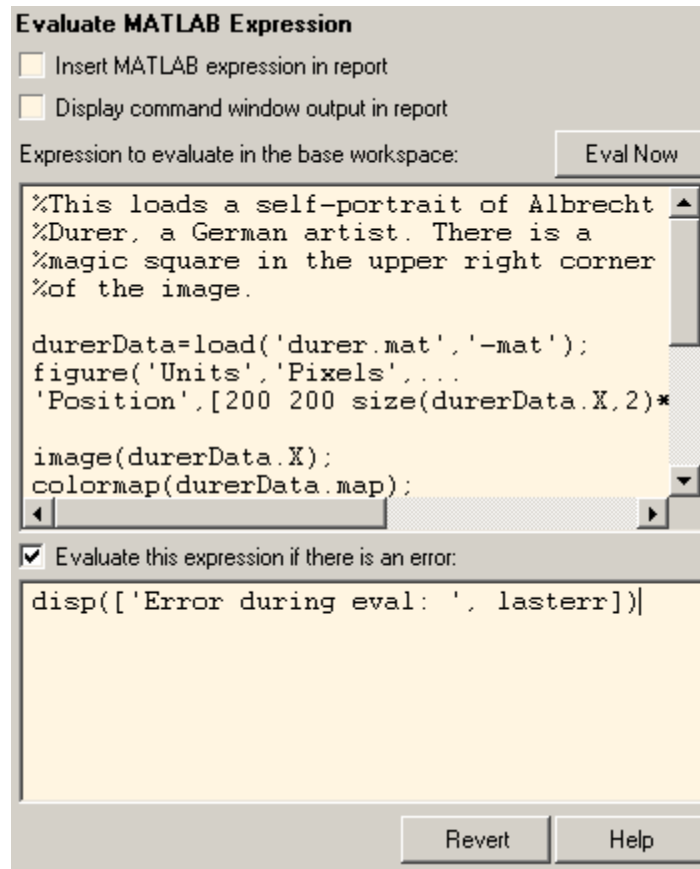 Evaluate MATLAB Expression
Insert MATLAB expression in report
Display command window output in report
Expression to evaluate in the base workspace:
Eval Now
%This loads a self-portrait of Albrecht
%Durer, a German artist. There is a
%magic square in the upper right corner
%of the image.
durerData=load('durer.mat','-mat');
figure('Units','Pixels',...
'Position',[200 200 size(durerData.X,2)*
image(durerData.X);
colormap(durerData.map);
Evaluate this expression if there is an error:
disp(['Error during eval: ', lasterr])
Revert
Help